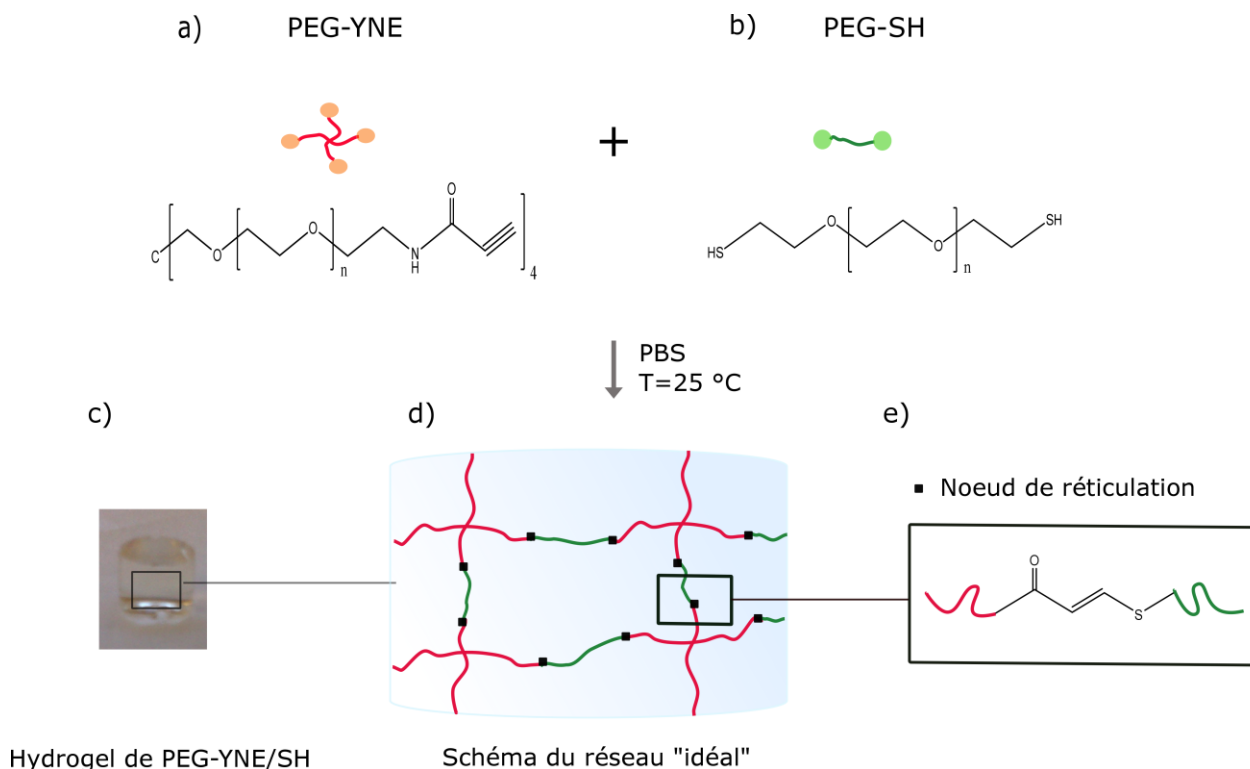 a) PEG-YNE
b) PEG-SH
+
O
C
O
O
n
N
H
4
HS
O
O
n
SH
PBS
T=25 °C
c)
d)
e)
Noeud de réticulation
O
S
Hydrogel de PEG-YNE/SH
Schéma du réseau "idéal"